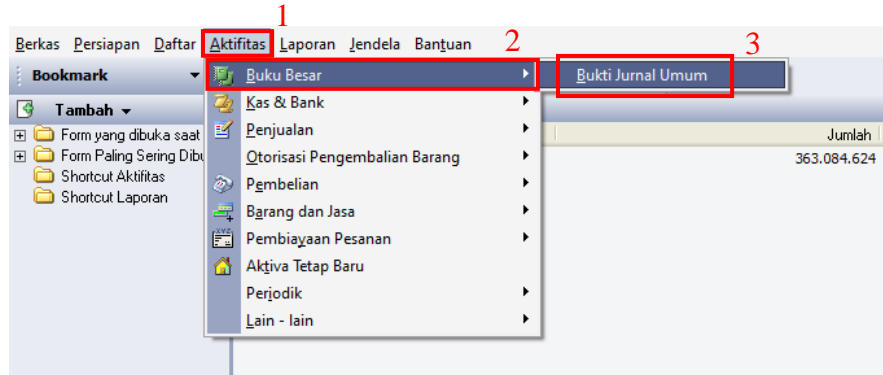 1
Berkas Persiapan Daftar Aktifitas Laporan Jendela Bantuan 2 3
Bookmark Buku Besar Bukti Jurnal Umum
Tambah Kas & Bank
Form yang dibuka saat Penjualan Jumlah
Form Paling Sering Dibu Otorisasi Pengembalian Barang 363.084.624
Shortcut Aktifitas Pembelian
Shortcut Laporan Barang dan Jasa
Pembiayaan Pesanan
Aktiva Tetap Baru
Periodik
Lain - lain